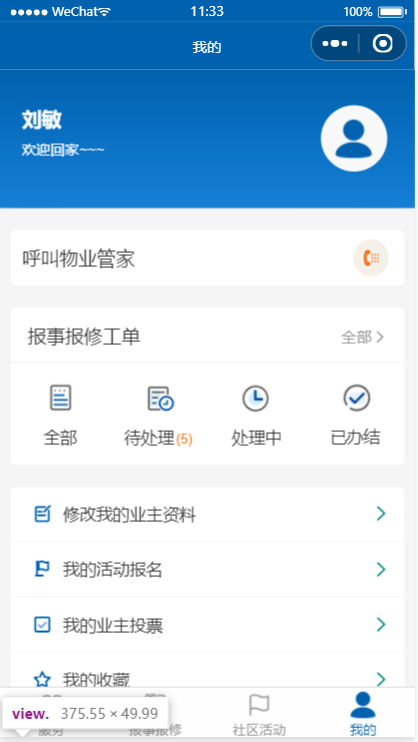 WeChat 11:33 100%
我的
刘敏
欢迎回家~~~
呼叫物业管家
报事报修工单 全部
全部 待处理(5) 处理中 已办结
修改我的业主资料
我的活动报名
我的业主投票
我的收藏
服务 报事报修 社区活动 我的
view. 375.55 × 49.99